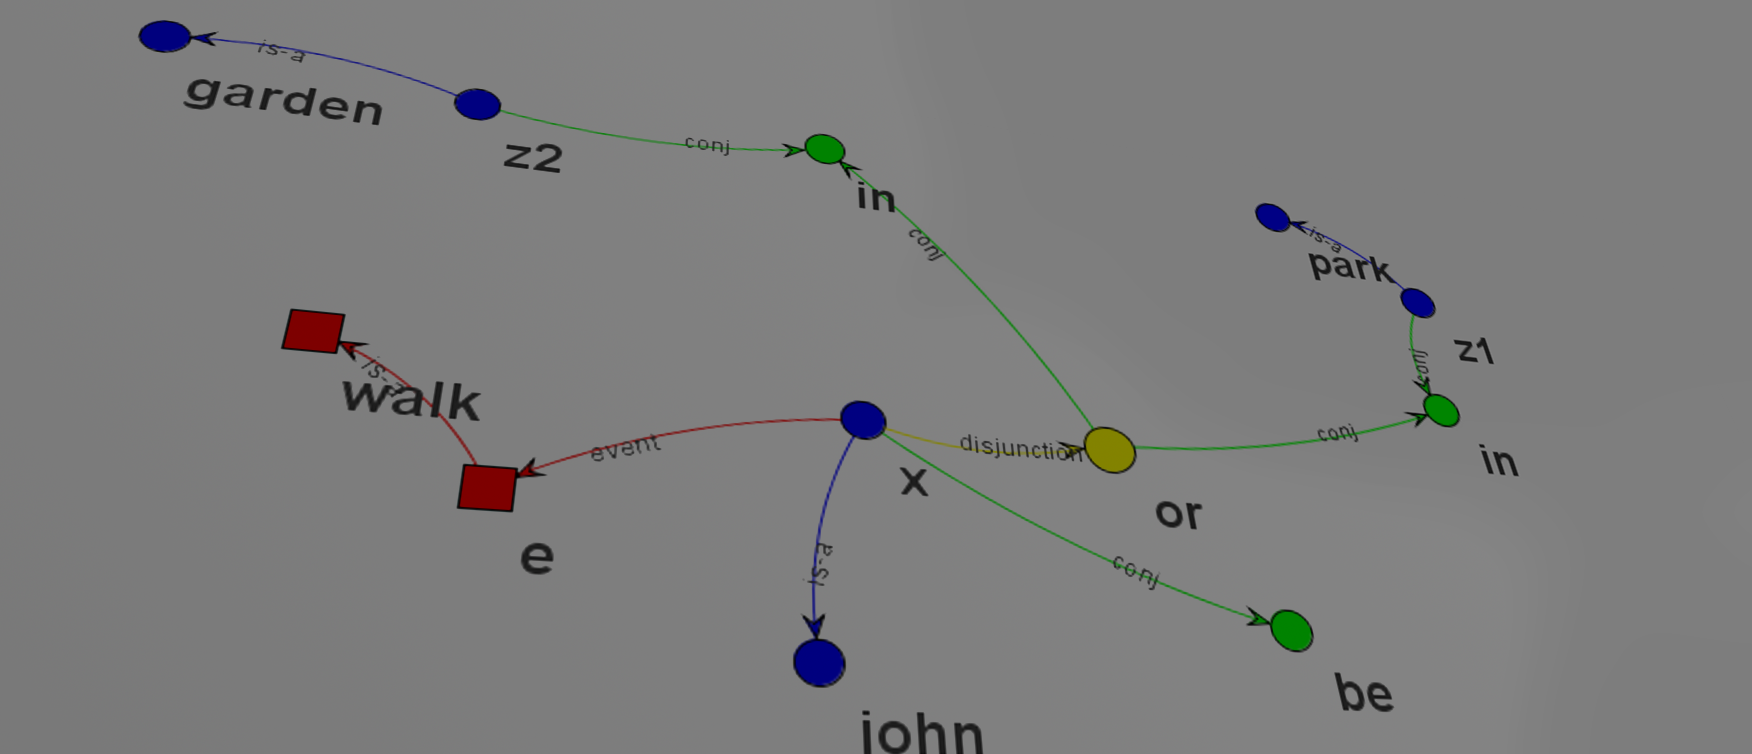 is-a
garden
z2
conj
in
conj
is-a
park
z1
conj
is-a
walk
event
disjunction
x
conj
in
or
e
is-a
conj
be
john